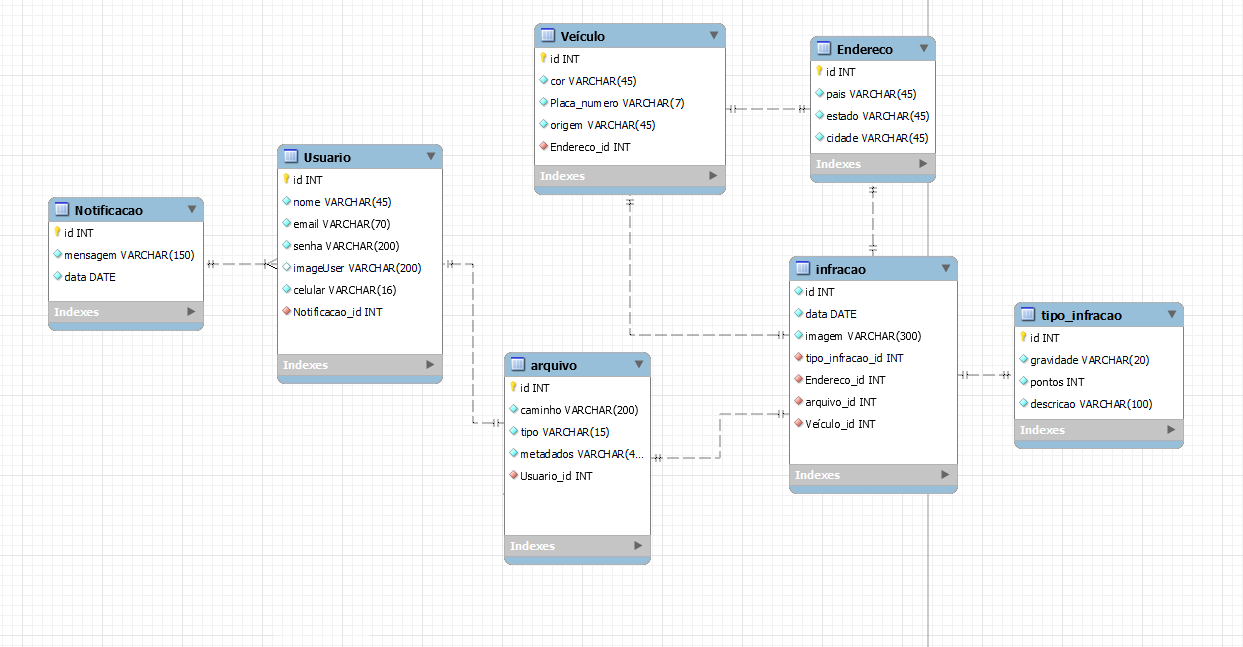 Veículo
id INT
cor VARCHAR(45)
Placa_numero VARCHAR(7)
origem VARCHAR(45)
Endereco_id INT
Indexes
Endereco
id INT
pais VARCHAR(45)
estado VARCHAR(45)
cidade VARCHAR(45)
Indexes
Usuario
id INT
nome VARCHAR(45)
email VARCHAR(70)
senha VARCHAR(200)
imageUser VARCHAR(200)
celular VARCHAR(16)
Notificacao_id INT
Indexes
Notificacao
id INT
mensagem VARCHAR(150)
data DATE
Indexes
infracao
id INT
data DATE
imagem VARCHAR(300)
tipo_infracao_id INT
Endereco_id INT
arquivo_id INT
Veículo_id INT
Indexes
tipo_infracao
id INT
gravidade VARCHAR(20)
pontos INT
descricao VARCHAR(100)
Indexes
arquivo
id INT
caminho VARCHAR(200)
tipo VARCHAR(15)
metadados VARCHAR(4...
Usuario_id INT
Indexes